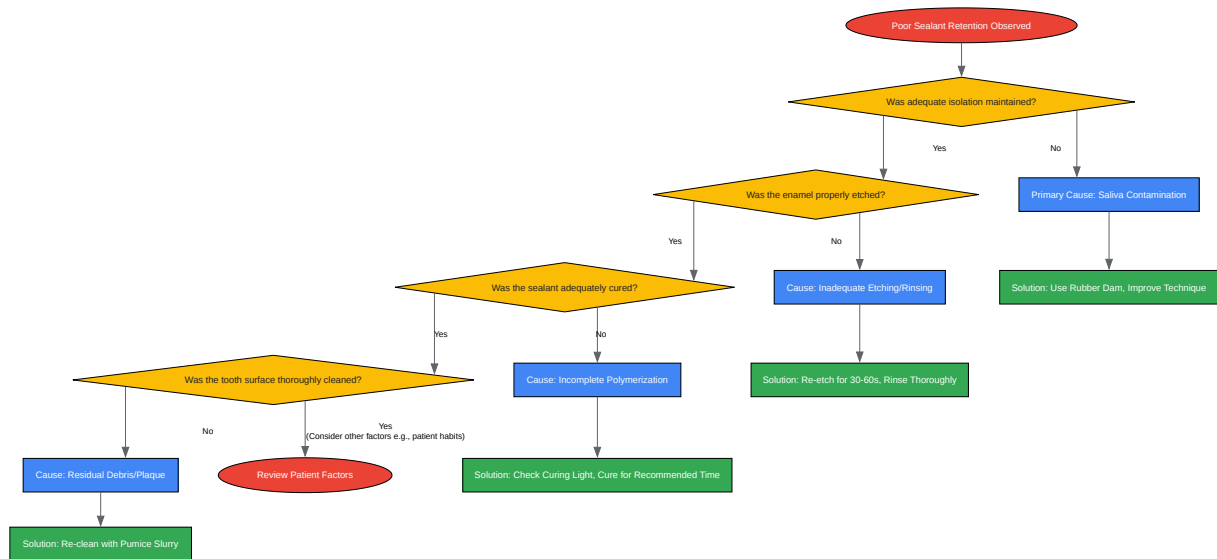 Poor Sealant Retention Observed
Was adequate isolation maintained?
Yes
No
Was the enamel properly etched?
Primary Cause: Saliva Contamination
Yes
No
Was the sealant adequately cured?
Cause: Inadequate Etching/Rinsing
Solution: Use Rubber Dam, Improve Technique
Yes
No
Was the tooth surface thoroughly cleaned?
Cause: Incomplete Polymerization
Solution: Re-etch for 30-60s, Rinse Thoroughly
No
Yes
(Consider other factors e.g., patient habits)
Cause: Residual Debris/Plaque
Review Patient Factors
Solution: Check Curing Light, Cure for Recommended Time
Solution: Re-clean with Pumice Slurry